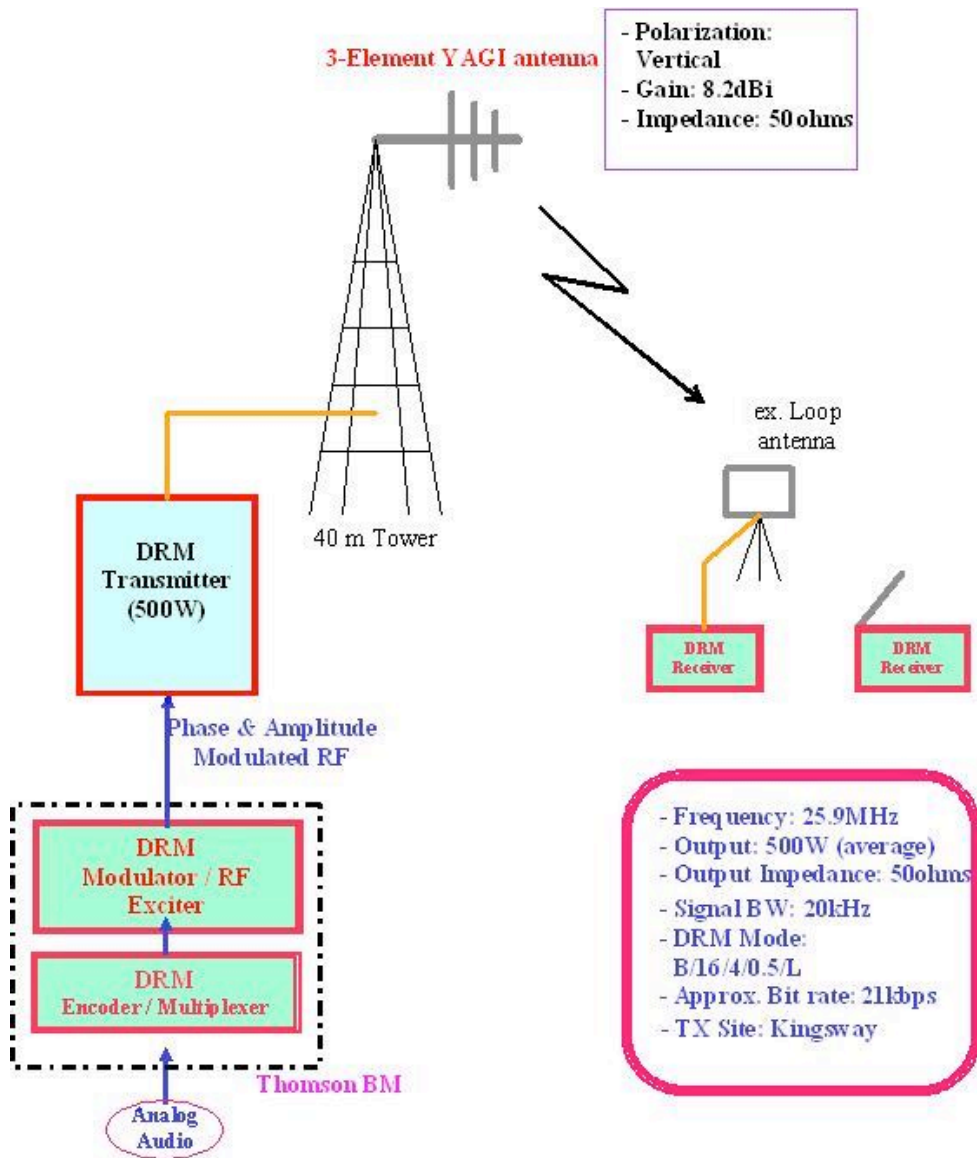 3-Element YAGI antenna
- Polarization:
Vertical
- Gain: 8.2dBi
- Impedance: 50ohms
ex. Loop
antenna
40 m Tower
DRM
Transmitter
(500W)
DRM
Receiver
DRM
Receiver
Phase & Amplitude
Modulated RF
DRM
Modulator / RF
Exciter
DRM
Encoder / Multiplexer
Thomson BM
Analog
Audio
- Frequency: 25.9MHz
- Output: 500W (average)
- Output Impedance: 50ohms
- Signal BW: 20kHz
- DRM Mode:
B/16/4/0.5/L
- Approx. Bit rate: 21kbps
- TX Site: Kingsway